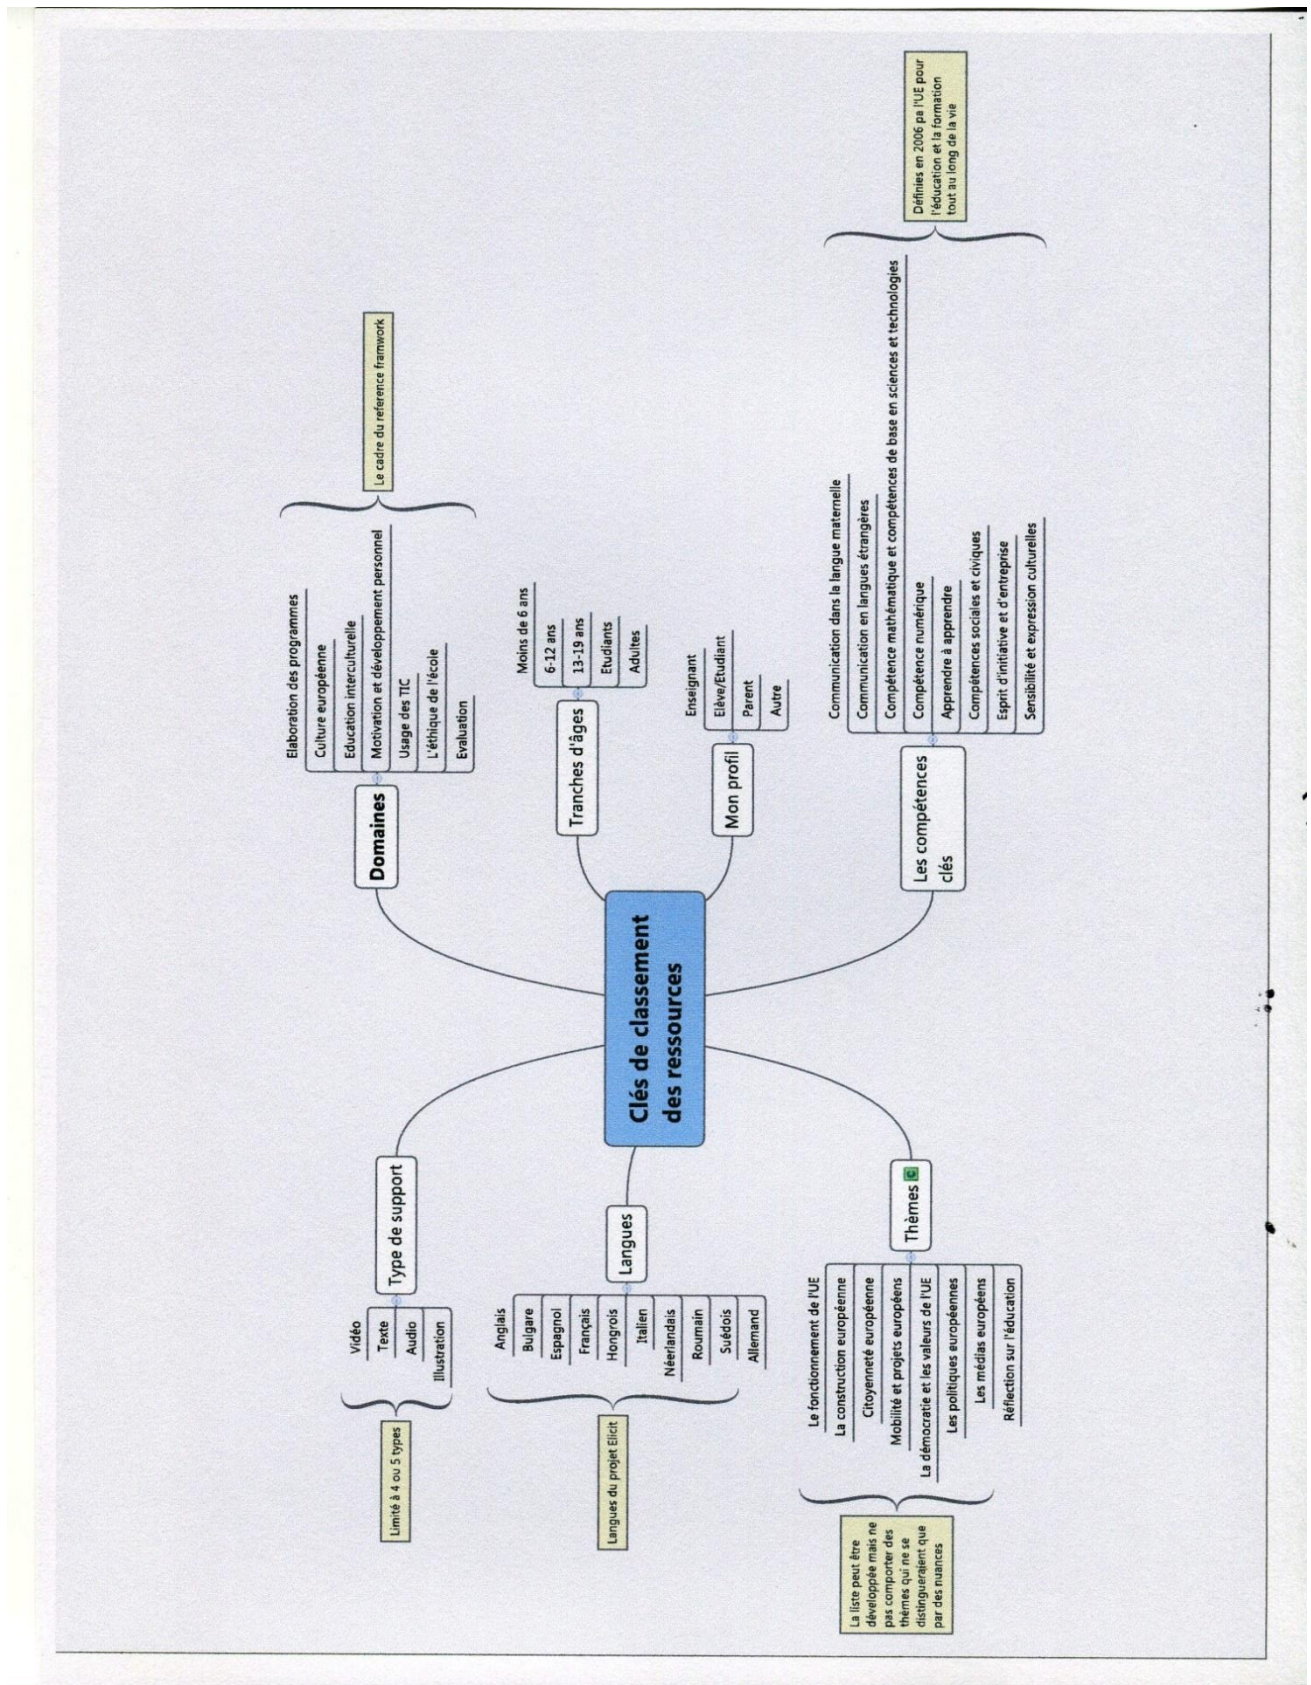 Clés de classement
des ressources
Type de support
Vidéo
Texte
Audio
Illustration
Limité à 4 ou 5 types
Langues
Anglais
Bulgare
Espagnol
Français
Hongrois
Italien
Néerlandais
Roumain
Suédois
Allemand
Langues du projet Elicit
Thèmes C
Le fonctionnement de l'UE
La construction européenne
Citoyenneté européenne
Mobilité et projets européens
La démocratie et les valeurs de l'UE
Les politiques européennes
Les médias européens
Réflection sur l'éducation
La liste peut être
développée mais ne
pas comporter des
thèmes qui ne se
distingueraient que
par des nuances
Domaines
Elaboration des programmes
Culture européenne
Education interculturelle
Motivation et développement personnel
Usage des TIC
L'éthique de l'école
Evaluation
Le cadre du reference framwork
Tranches d'âges
Moins de 6 ans
6-12 ans
13-19 ans
Etudiants
Adultes
Mon profil
Enseignant
Elève/Etudiant
Parent
Autre
Les compétences
clés
Communication dans la langue maternelle
Communication en langues étrangères
Compétence mathématique et compétences de base en sciences et technologies
Compétence numérique
Apprendre à apprendre
Compétences sociales et civiques
Esprit d'initiative et d'entreprise
Sensibilité et expression culturelles
Définies en 2006 pa l'UE pour
l'éducation et la formation
tout au long de la vie